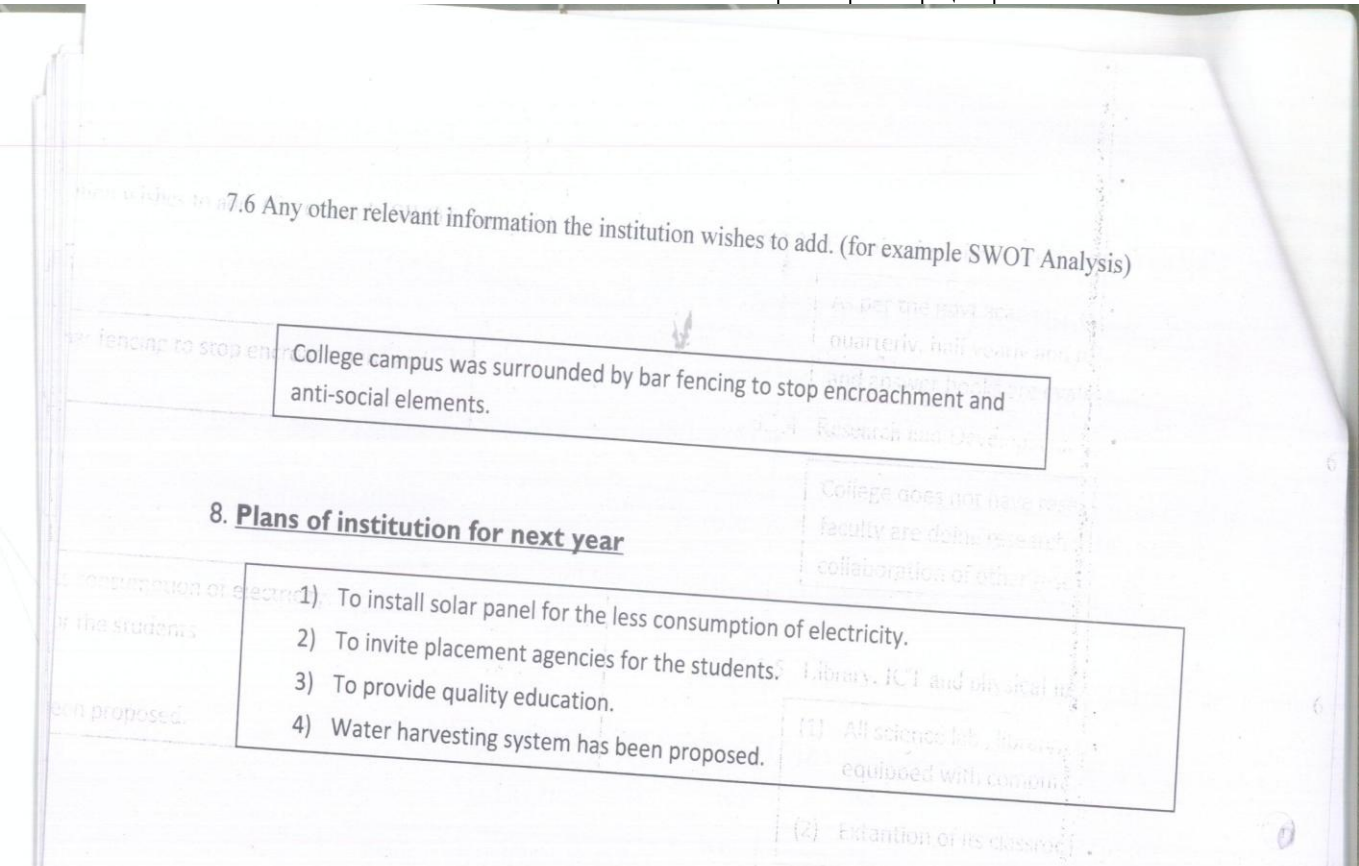 7.6 Any other relevant information the institution wishes to add. (for example SWOT Analysis)
College campus was surrounded by bar fencing to stop encroachment and
anti-social elements.
8. Plans of institution for next year
1) To install solar panel for the less consumption of electricity.
2) To invite placement agencies for the students.
3) To provide quality education.
4) Water harvesting system has been proposed.